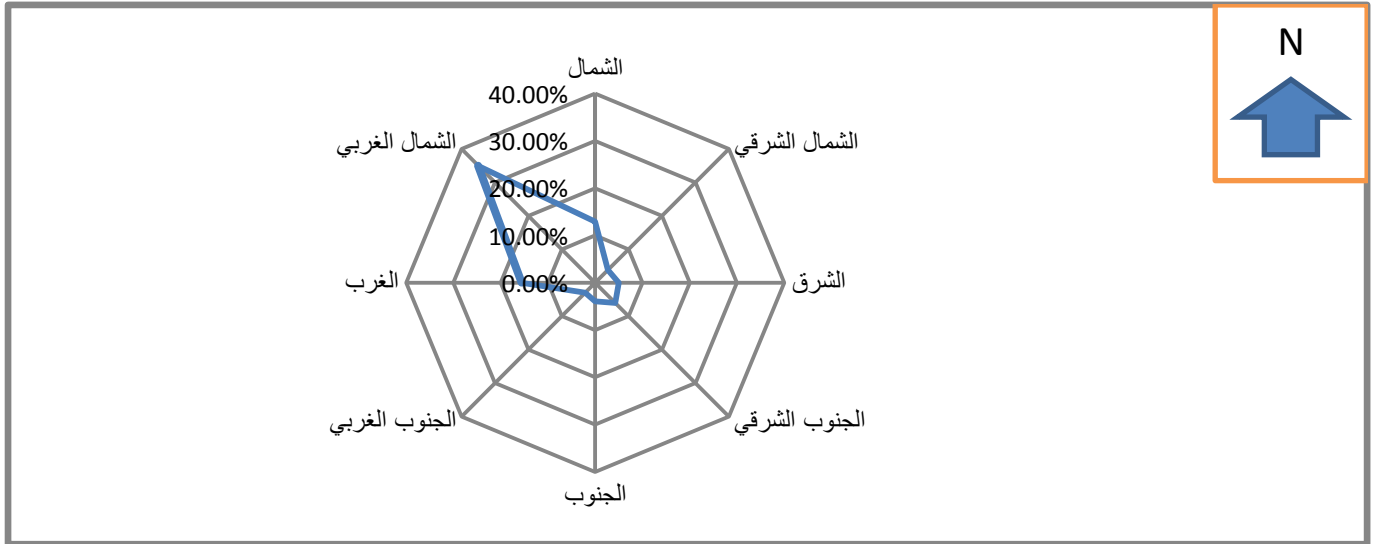 N
الشمال
40.00%
الشمال الشرقي
30.00%
الشمال الغربي
20.00%
10.00%
الشرق
0.00%
الغرب
الجنوب الشرقي
الجنوب الغربي
الجنوب